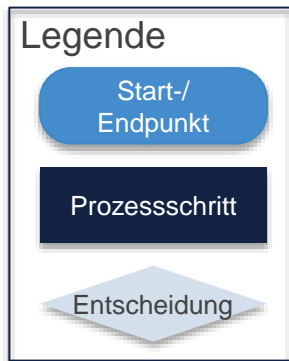 Legende
Start-/
Endpunkt
Prozessschritt
Entscheidung